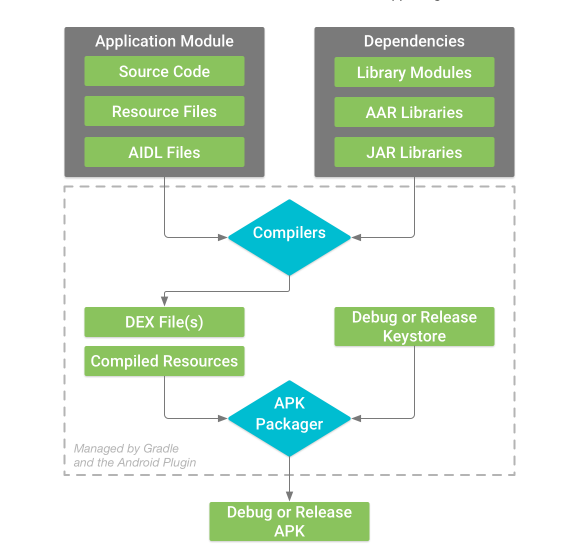 Application Module
Source Code
Resource Files
AIDL Files
Dependencies
Library Modules
AAR Libraries
JAR Libraries
Compilers
DEX File(s)
Compiled Resources
Debug or Release
Keystore
APK
Packager
Managed by Gradle
and the Android Plugin
Debug or Release
APK